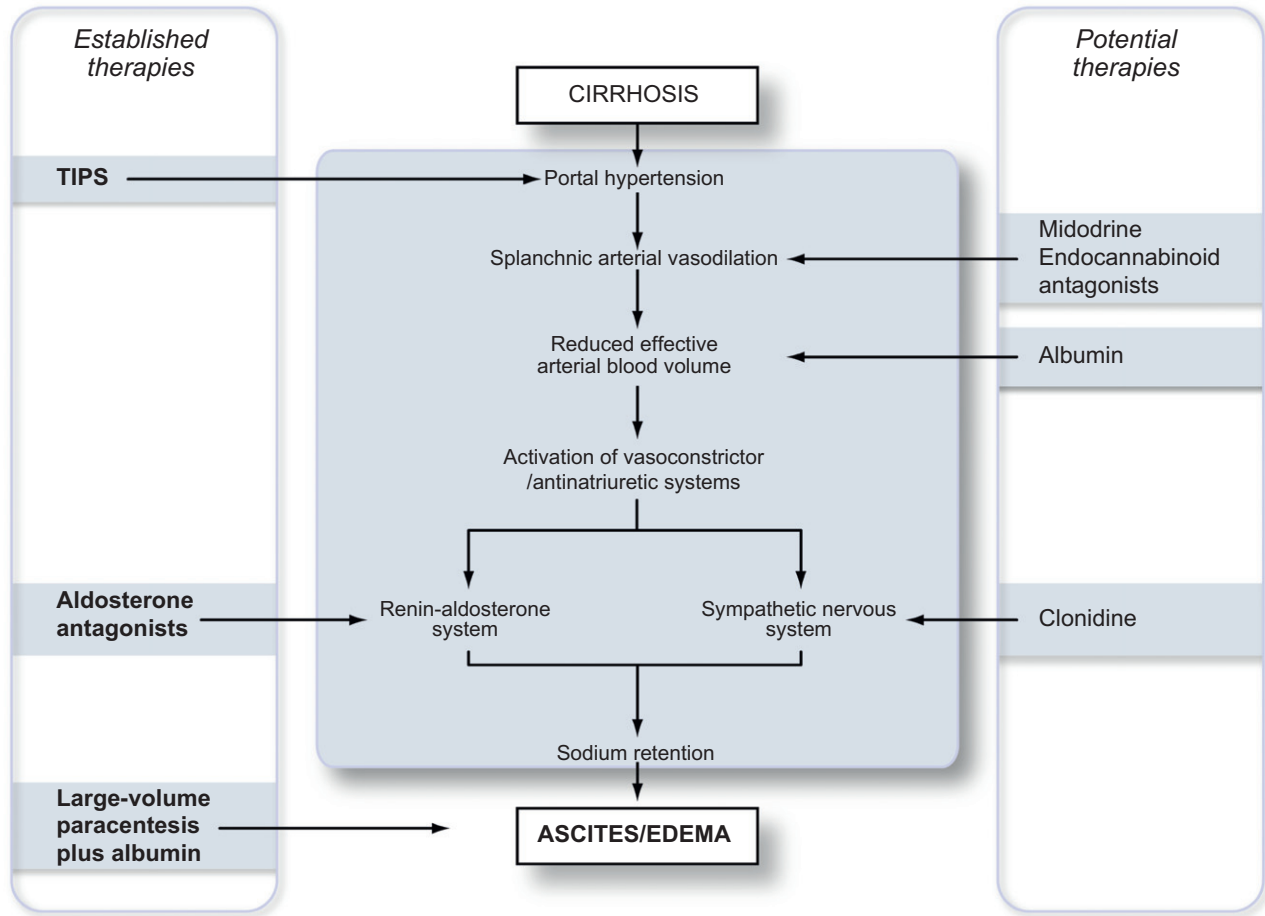 Established
therapies
TIPS
Aldosterone
antagonists
Large-volume
paracentesis
plus albumin
CIRRHOSIS
Portal hypertension
Splanchnic arterial vasodilation
Reduced effective
arterial blood volume
Activation of vasoconstrictor
/antinatriuretic systems
Renin-aldosterone
system
Sympathetic nervous
system
Sodium retention
ASCITES/EDEMA
Potential
therapies
Midodrine
Endocannabinoid
antagonists
Albumin
Clonidine